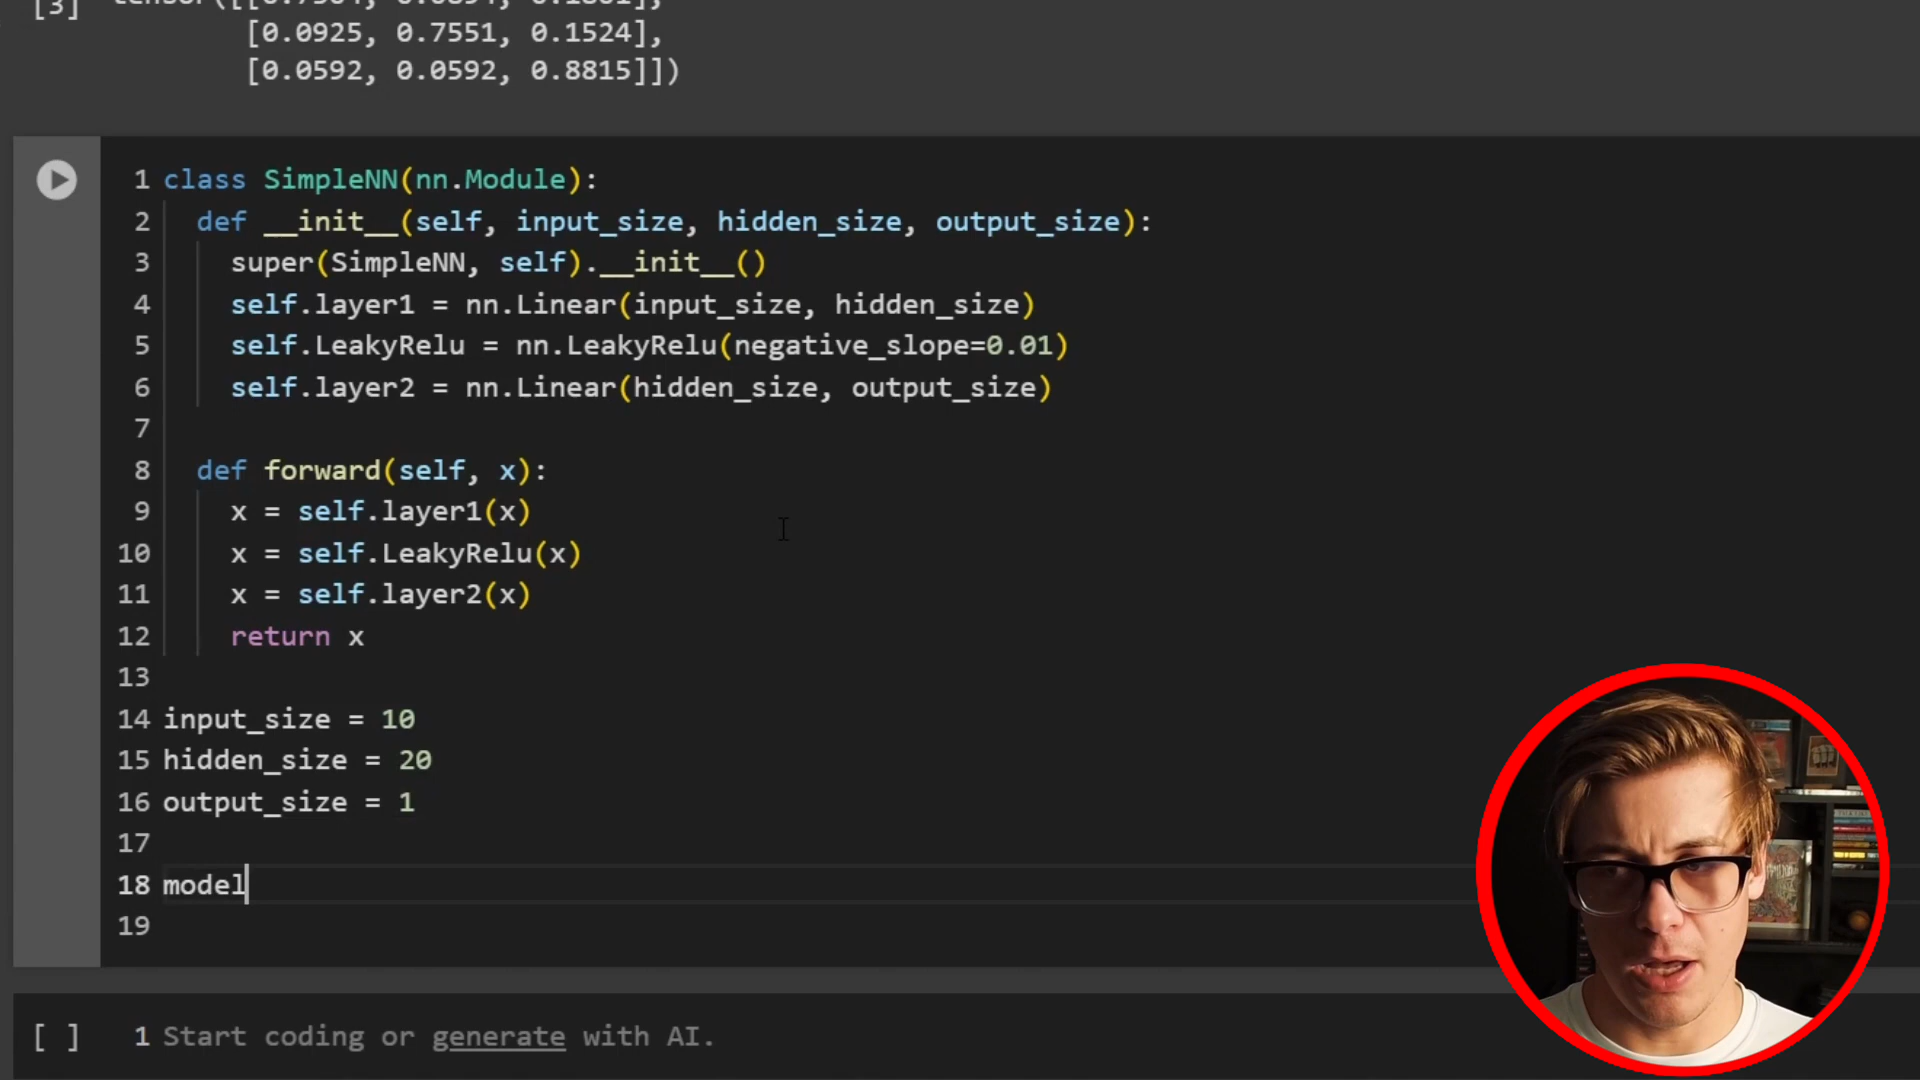 [3]
[0.0925, 0.7551, 0.1524],
[0.0592, 0.0592, 0.8815]])
1 class SimpleNN(nn.Module):
2 def __init__(self, input_size, hidden_size, output_size):
3 super(SimpleNN, self).__init__()
4 self.layer1 = nn.Linear(input_size, hidden_size)
5 self.LeakyRelu = nn.LeakyRelu(negative_slope=0.01)
6 self.layer2 = nn.Linear(hidden_size, output_size)
7
8 def forward(self, x):
9 x = self.layer1(x)
10 x = self.LeakyRelu(x)
11 x = self.layer2(x)
12 return x
13
14 input_size = 10
15 hidden_size = 20
16 output_size = 1
17
18 model
19
[ ] 1 Start coding or generate with AI.